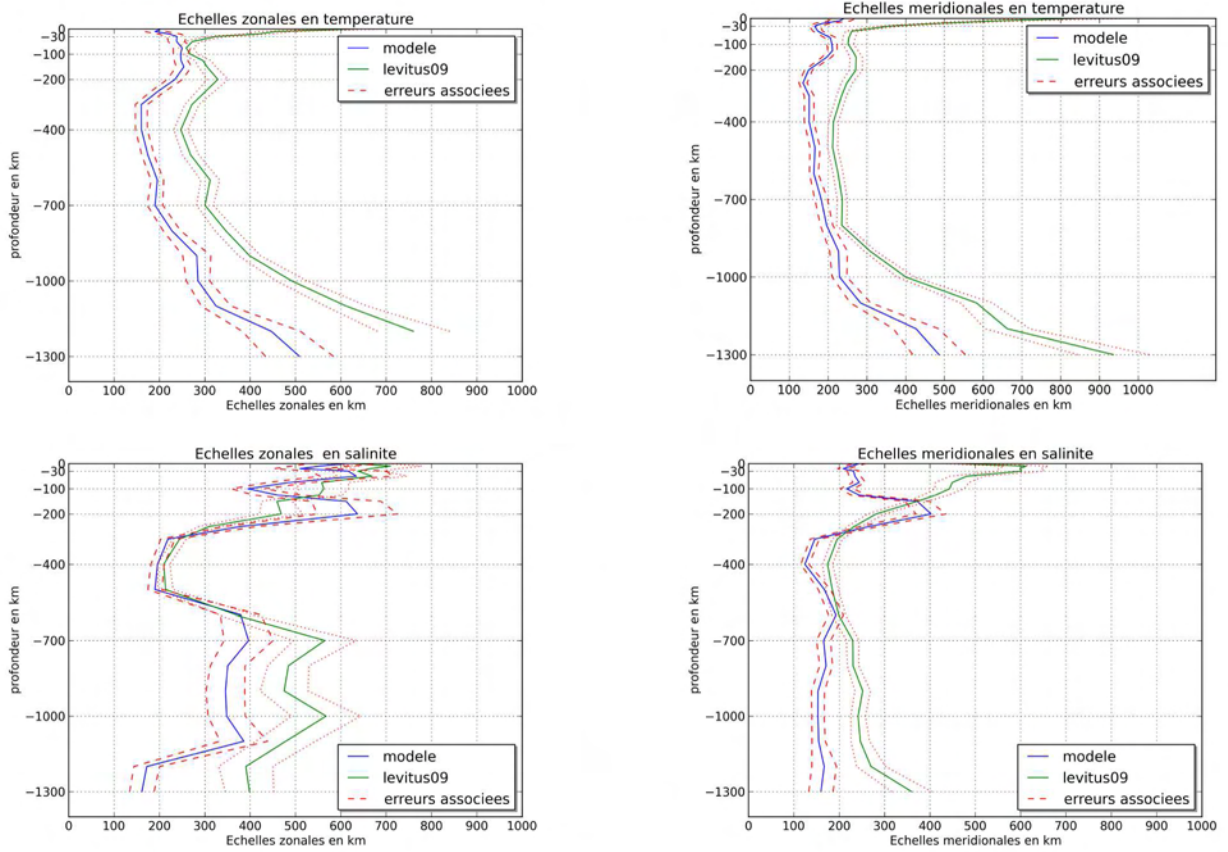 Echelles zonales en temperature
0
−30
−100
−200
−400
−700
−1000
−1300
profondeur en km
modele
levitus09
erreurs associees
0 100 200 300 400 500 600 700 800 900 1000
Echelles zonales en km
Echelles meridionales en temperature
0
−30
−100
−200
−400
−700
−1000
−1300
profondeur en km
modele
levitus09
erreurs associees
0 100 200 300 400 500 600 700 800 900 1000
Echelles meridionales en km
Echelles zonales en salinite
0
−30
−100
−200
−400
−700
−1000
−1300
profondeur en km
modele
levitus09
erreurs associees
0 100 200 300 400 500 600 700 800 900 1000
Echelles zonales en km
Echelles meridionales en salinite
0
−30
−100
−200
−400
−700
−1000
−1300
profondeur en km
modele
levitus09
erreurs associees
0 100 200 300 400 500 600 700 800 900 1000
Echelles meridionales en km